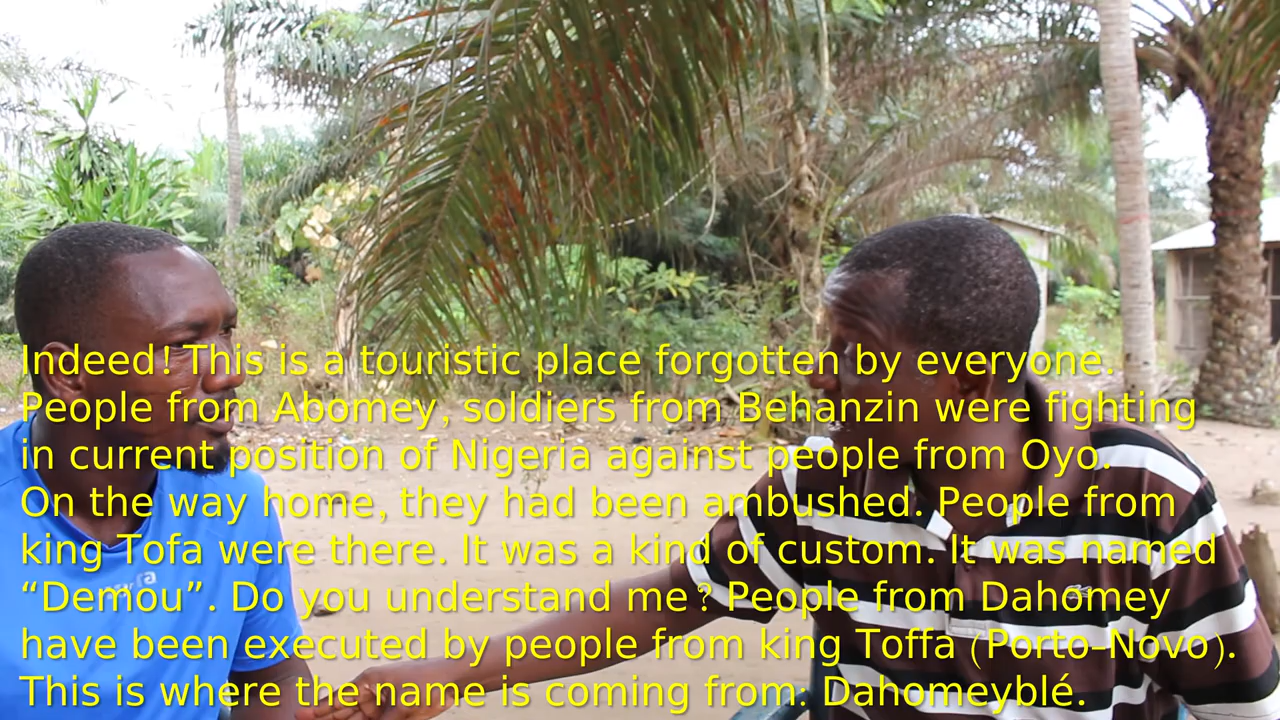 Indeed! This is a touristic place forgotten by everyone.
People from Abomey, soldiers from Behanzin were fighting
in current position of Nigeria against people from Oyo.
On the way home, they had been ambushed. People from
king Tofa were there. It was a kind of custom. It was named
“Demou”. Do you understand me? People from Dahomey
have been executed by people from king Toffa (Porto-Novo).
This is where the name is coming from: Dahomeyblé.